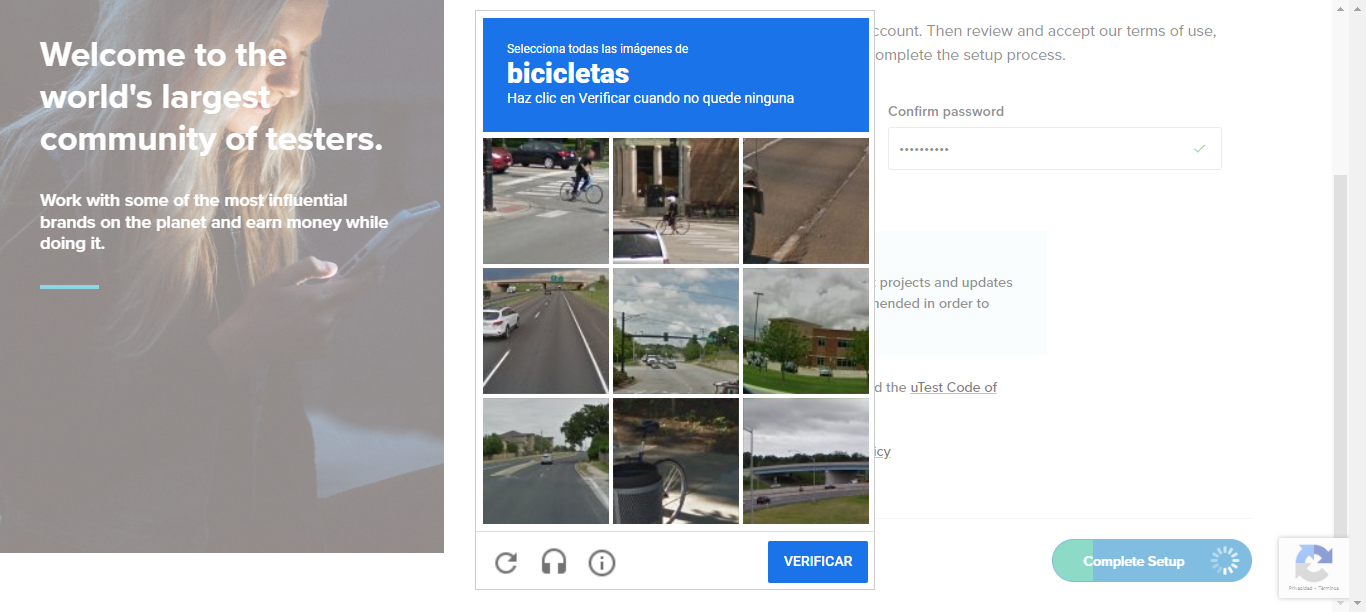 Welcome to the
world's largest
community of testers.
Work with some of the most influential
brands on the planet and earn money while
doing it.
Selecciona todas las imágenes de
bicicletas
Haz clic en Verificar cuando no quede ninguna
VERIFICAR
ccount. Then review and accept our terms of use,
omplete the setup process.
Confirm password
••••••••••
projects and updates
mended in order to
d the uTest Code of
icy
Complete Setup
Privacidad - Términos